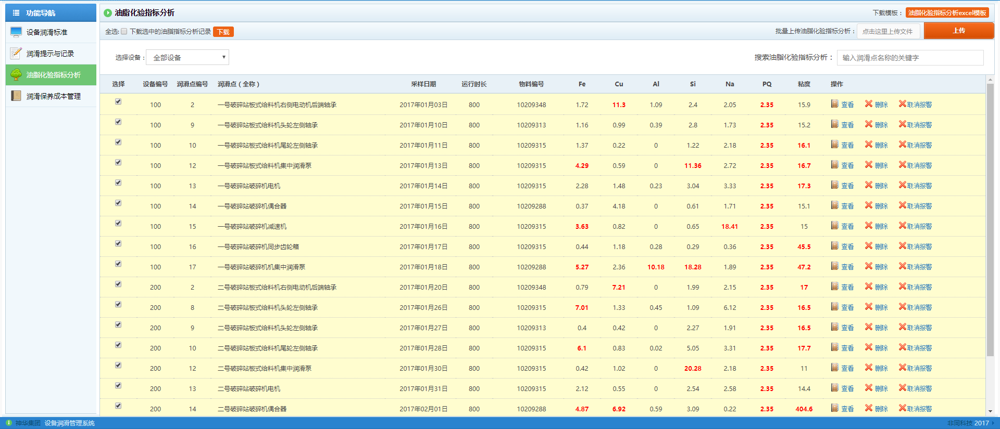 功能导航
设备润滑标准
润滑提示与记录
油脂化验指标分析
润滑保养成本管理
油脂化验指标分析 下载模板： 油脂化验指标分析excel模板
全选: 下载选中的油脂指标分析记录 下载 批量上传油脂化验指标分析： 点击这里上传文件 上传
选择设备： 全部设备 搜索油脂化验指标分析： 输入润滑点名称的关键字
选择 设备编号 润滑点编号 润滑点（全称） 采样日期 运行时长 物料编号 Fe Cu Al Si Na PQ 粘度 操作
100 2 一号破碎站板式给料机右侧电动机后端轴承 2017年01月03日 800 10209348 1.72 11.3 1.09 2.4 2.05 2.35 15.9 查看 删除 取消报警
100 9 一号破碎站板式给料机头轮左侧轴承 2017年01月10日 800 10209313 1.16 0.99 0.39 2.8 1.73 2.35 15.2 查看 删除 取消报警
100 10 一号破碎站板式给料机尾轮左侧轴承 2017年01月11日 800 10209315 1.37 0.22 0 1.22 2.18 2.35 16.1 查看 删除 取消报警
100 12 一号破碎站板式给料机集中润滑泵 2017年01月13日 800 10209315 4.29 0.59 0 11.36 2.72 2.35 16.7 查看 删除 取消报警
100 13 一号破碎站破碎机电机 2017年01月14日 800 10209315 2.28 1.48 0.23 3.04 3.33 2.35 17.3 查看 删除 取消报警
100 14 一号破碎站破碎机偶合器 2017年01月15日 800 10209288 0.37 4.18 0 0.61 1.71 2.35 15.1 查看 删除 取消报警
100 15 一号破碎站破碎机减速机 2017年01月16日 800 10209315 3.63 0.82 0 0.65 18.41 2.35 15 查看 删除 取消报警
100 16 一号破碎站破碎机同步齿轮箱 2017年01月17日 800 10209315 0.44 1.18 0.28 0.29 0.36 2.35 45.5 查看 删除 取消报警
100 17 一号破碎站破碎机机集中润滑泵 2017年01月18日 800 10209288 5.27 2.36 10.18 18.28 1.89 2.35 47.2 查看 删除 取消报警
200 2 二号破碎站板式给料机右侧电动机后端轴承 2017年01月20日 800 10209348 0.79 7.21 0 1.99 2.15 2.35 17 查看 删除 取消报警
200 8 二号破碎站板式给料机头轮左侧轴承 2017年01月26日 800 10209315 7.01 1.33 0.45 1.09 6.12 2.35 16.5 查看 删除 取消报警
200 9 二号破碎站板式给料机头轮左侧轴承 2017年01月27日 800 10209313 0.4 0.42 0 2.27 1.91 2.35 16.5 查看 删除 取消报警
200 10 二号破碎站板式给料机尾轮左侧轴承 2017年01月28日 800 10209315 6.1 0.83 0.02 5.05 3.31 2.35 17.7 查看 删除 取消报警
200 12 二号破碎站板式给料机集中润滑泵 2017年01月30日 800 10209315 0.42 1.02 0 20.28 2.18 2.35 11 查看 删除 取消报警
200 13 二号破碎站破碎机电机 2017年01月31日 800 10209315 2.12 0.55 0 2.54 2.58 2.35 14.4 查看 删除 取消报警
200 14 二号破碎站破碎机偶合器 2017年02月01日 800 10209288 4.87 6.92 0.59 3.09 0.22 2.35 404.6 查看 删除 取消报警
神华集团 设备润滑管理系统 非同科技 2017